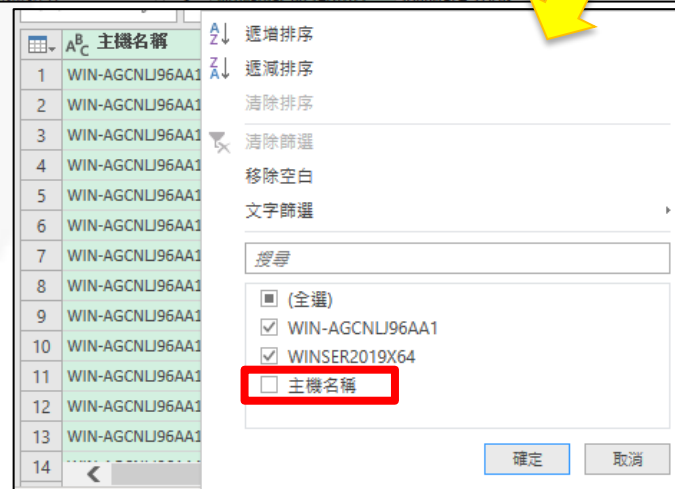 ABC 主機名稱
1 WIN-AGCNLJ96AA1
2 WIN-AGCNLJ96AA1
3 WIN-AGCNLJ96AA1
4 WIN-AGCNLJ96AA1
5 WIN-AGCNLJ96AA1
6 WIN-AGCNLJ96AA1
7 WIN-AGCNLJ96AA1
8 WIN-AGCNLJ96AA1
9 WIN-AGCNLJ96AA1
10 WIN-AGCNLJ96AA1
11 WIN-AGCNLJ96AA1
12 WIN-AGCNLJ96AA1
13 WIN-AGCNLJ96AA1
14
AZ 遞增排序
ZA 遞減排序
清除排序
清除篩選
移除空白
文字篩選
搜尋
(全選)
WIN-AGCNLJ96AA1
WINSER2019X64
主機名稱
確定 取消